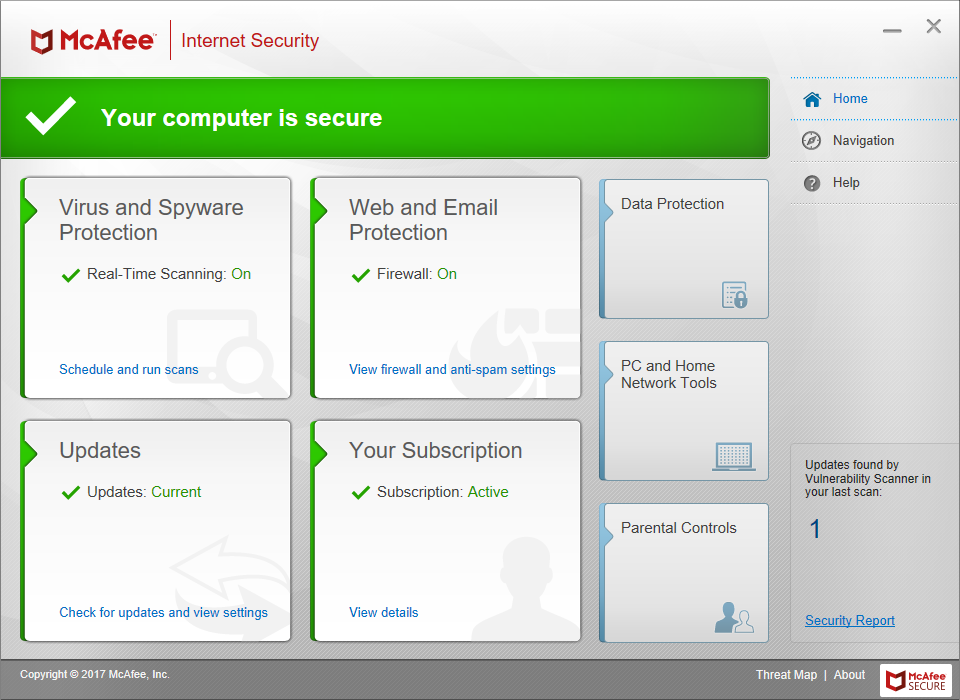 McAfee™ | Internet Security
Your computer is secure
Home
Navigation
Help
Virus and Spyware
Protection
Real-Time Scanning: On
Schedule and run scans
Web and Email
Protection
Firewall: On
View firewall and anti-spam settings
Data Protection
PC and Home
Network Tools
Updates
Updates: Current
Check for updates and view settings
Your Subscription
Subscription: Active
View details
Parental Controls
Updates found by
Vulnerability Scanner in
your last scan:
1
Security Report
Copyright © 2017 McAfee, Inc.
Threat Map | About
McAfee
SECURE